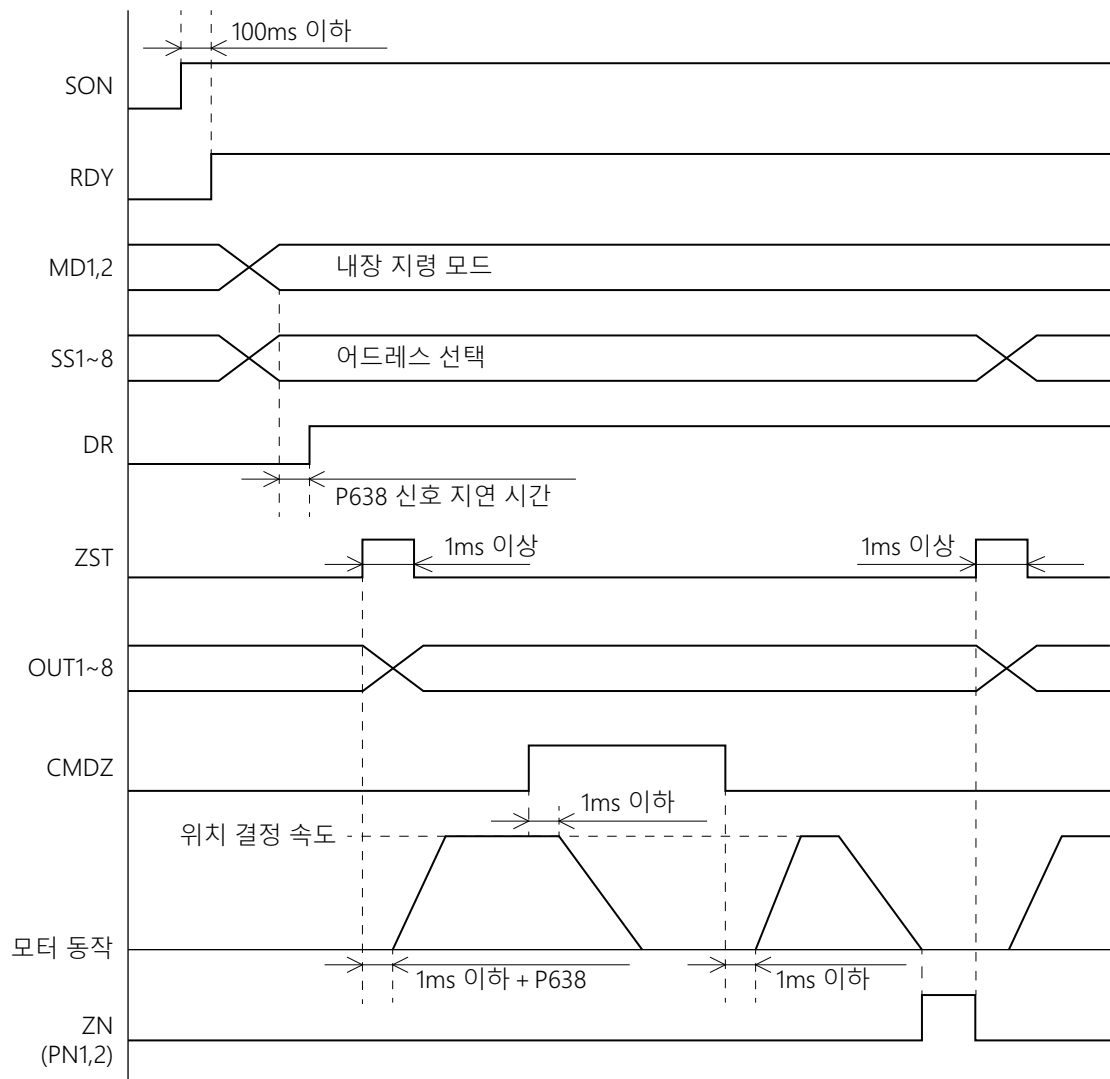 100ms 이하
SON
RDY
MD1,2
내장 지령 모드
SS1~8
어드레스 선택
DR
P638 신호 지연 시간
ZST
1ms 이상
1ms 이상
OUT1~8
CMDZ
1ms 이하
위치 결정 속도
모터 동작
1ms 이하 + P638
1ms 이하
ZN
(PN1,2)